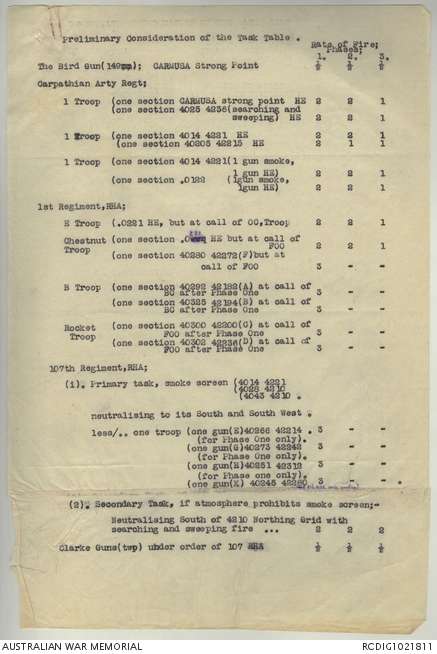 Preliminary Consideration of the Task Table .
Rate of Fire;
Phases;
1. 2. 3.
The Bird Gun(149mm); CARMUSA Strong Point ½ ½ ½
Carpathian Arty Regt;
1 Troop (one section CARMUSA strong point HE 2 2 1
(one section 4025 4236(searching and
sweeping) HE 2 2 1
1 Troop (one section 4014 4221 HE 2 2 1
(one section 40205 42215 HE 2 1 1
1 Troop (one section 4014 4221(1 gun smoke,
1 gun HE) 2 2 1
(one section .0122 (1gun smoke,
1gun HE) 2 2 1
1st Regiment,RHA;
E Troop (.0221 HE, but at call of OO,Troop 2 2 1
Chestnut (one section HE but at call of
Troop FOO 2 2 1
(one section 40280 42272(F)but at
call of FOO 3 - -
B Troop (one section 40292 42182(A) at call of
BC after Phase One 3 - -
(one section 40325 42194(B) at call of
BC after Phase One 3 - -
Rocket (one section 40300 42200(C) at call of
Troop FOO after Phase One 3 - -
(one section 40302 42236(D) at call of
FOO after Phase One 3 - -
107th Regiment,RHA;
(i). Primary task, smoke screen (4014 4221
(4028 4210
(4043 4210 .
neutralising to its South and South West .
less/.. one troop (one gun(E)40266 42214 . 3 - -
(for Phase One only).
(one gun(G)40273 42242 3 - -
(for Phase One only).
(one gun(H)40251 42312 3 - -
(for Phase One only).
(one gun(K) 40245 42280 3 - - .
(2). Secondary Task, if atmosphere prohibits smoke screen;-
Neutralising South of 4210 Northing Grid with
searching and sweeping fire ... 2 2 2
Clarke Guns(two) under order of 107 RHA ½ ½ ½
AUSTRALIAN WAR MEMORIAL
RCDIG1021811